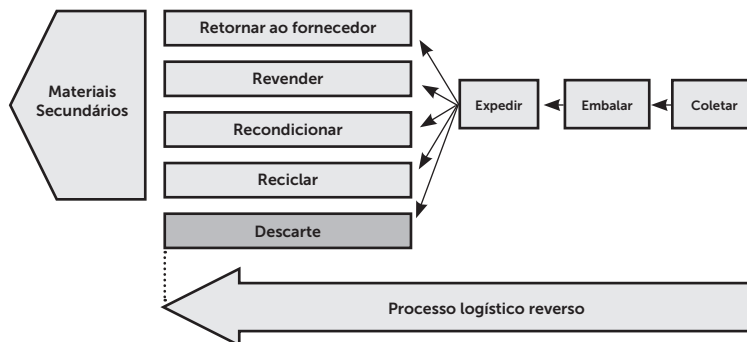 Retornar ao fornecedor
Materiais
Secundários
Revender
Recondicionar
Expedir
Embalar
Coletar
Reciclar
Descarte
Processo logístico reverso